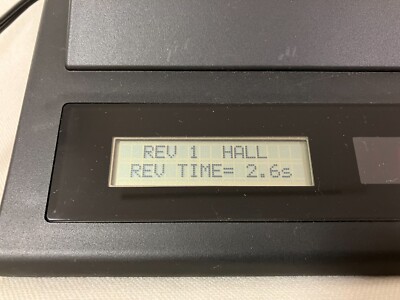 REV 1 HALL
REV TIME= 2.6s